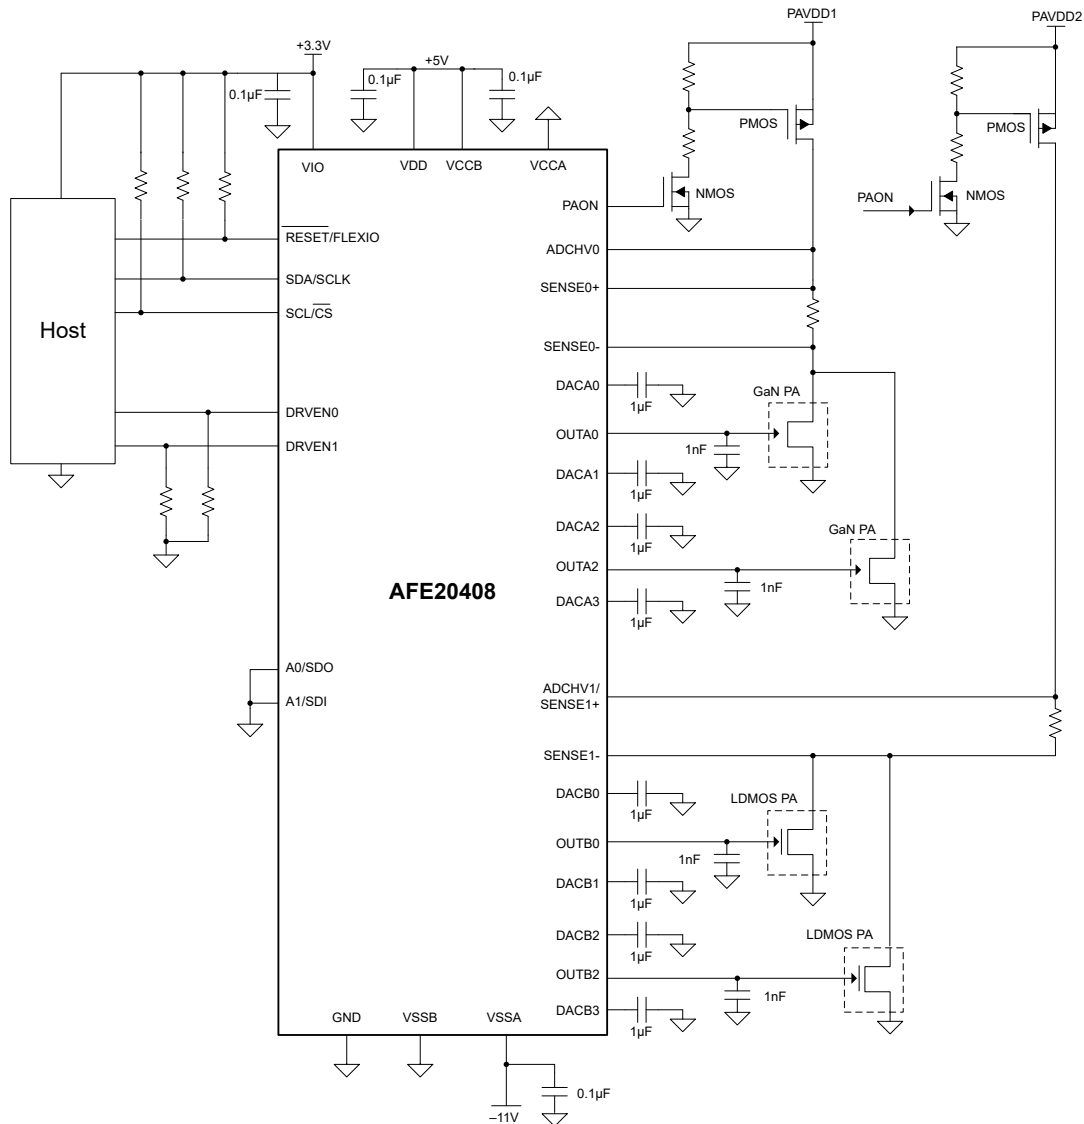 PAVDD1
PAVDD2
+3.3V
+5V
0.1µF
0.1µF
0.1µF
PMOS
PMOS
VIO
VDD
VCCB
VCCA
PAON
NMOS
PAON
NMOS
RESET/FLEXIO
ADCHV0
SDA/SCLK
SENSE0+
SCL/CS
Host
SENSE0-
DACA0
1µF
GaN PA
DRVEN0
OUTA0
1nF
DRVEN1
DACA1
1µF
DACA2
1µF
GaN PA
OUTA2
1nF
AFE20408
DACA3
1µF
A0/SDO
A1/SDI
ADCHV1/
SENSE1+
SENSE1-
DACB0
1µF
LDMOS PA
OUTB0
1nF
DACB1
1µF
DACB2
1µF
LDMOS PA
OUTB2
1nF
DACB3
1µF
GND
VSSB
VSSA
0.1µF
–11V